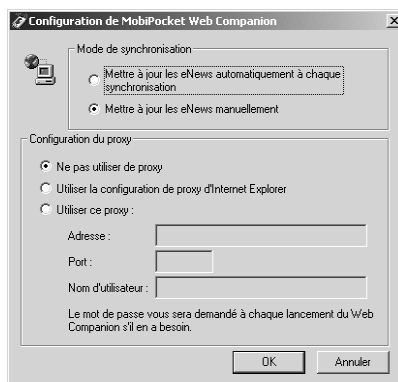 Configuration de MobiPocket Web Companion
Mode de synchronisation
Mettre à jour les eNews automatiquement à chaque
synchronisation
Mettre à jour les eNews manuellement
Configuration du proxy
Ne pas utiliser de proxy
Utiliser la configuration de proxy d'Internet Explorer
Utiliser ce proxy :
Adresse :
Port :
Nom d'utilisateur :
Le mot de passe vous sera demandé à chaque lancement du Web
Companion s'il en a besoin.
OK
Annuler